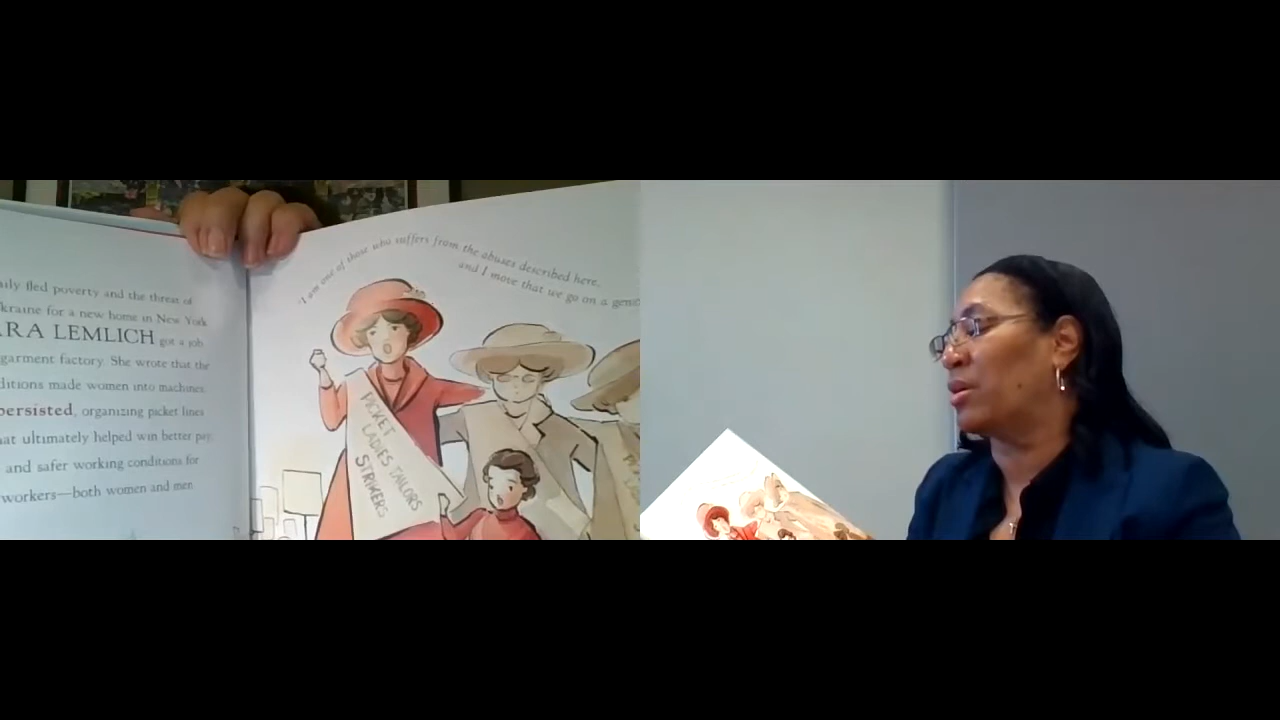 ily fled poverty and the threat of
kraine for a new home in New York
RA LEMLICH got a job
garment factory. She wrote that the
ditions made women into machines.
persisted, organizing picket lines
at ultimately helped win better pay,
and safer working conditions for
workers—both women and men.
"I am one of those who suffers from the abuses described here,
and I move that we go on a gene
PICKET
LADIES TAILORS
STRIKERS